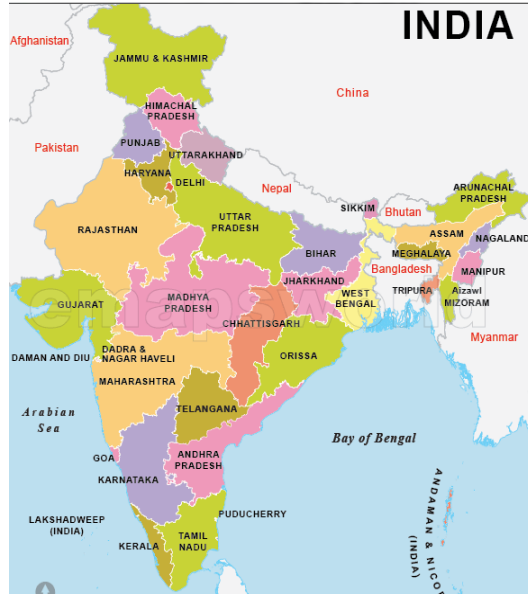 INDIA
Afghanistan
JAMMU & KASHMIR
China
HIMACHAL
PRADESH
PUNJAB
Pakistan
UTTARAKHAND
HARYANA
DELHI
Nepal
ARUNACHAL
PRADESH
SIKKIM
Bhutan
UTTAR
PRADESH
RAJASTHAN
ASSAM
NAGALAND
BIHAR
MEGHALAYA
Bangladesh
MANIPUR
JHARKHAND
TRIPURA
Aizawl
MIZORAM
WEST
BENGAL
MADHYA
PRADESH
GUJARAT
CHHATTISGARH
Myanmar
DAMAN AND DIU
DADRA &
NAGAR HAVELI
ORISSA
MAHARASHTRA
TELANGANA
Arabian
Sea
Bay of Bengal
GOA
ANDHRA
PRADESH
KARNATAKA
LAKSHADWEEP
(INDIA)
PUDUCHERRY
KERALA
TAMIL
NADU
ANDAMAN & NICO
(INDIA)